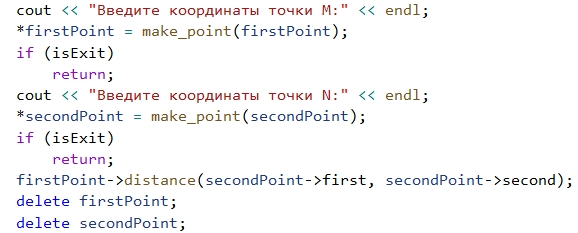 cout << "Введите координаты точки M:" << endl;
*firstPoint = make_point(firstPoint);
if (isExit)
    return;
cout << "Введите координаты точки N:" << endl;
*secondPoint = make_point(secondPoint);
if (isExit)
    return;
firstPoint->distance(secondPoint->first, secondPoint->second);
delete firstPoint;
delete secondPoint;